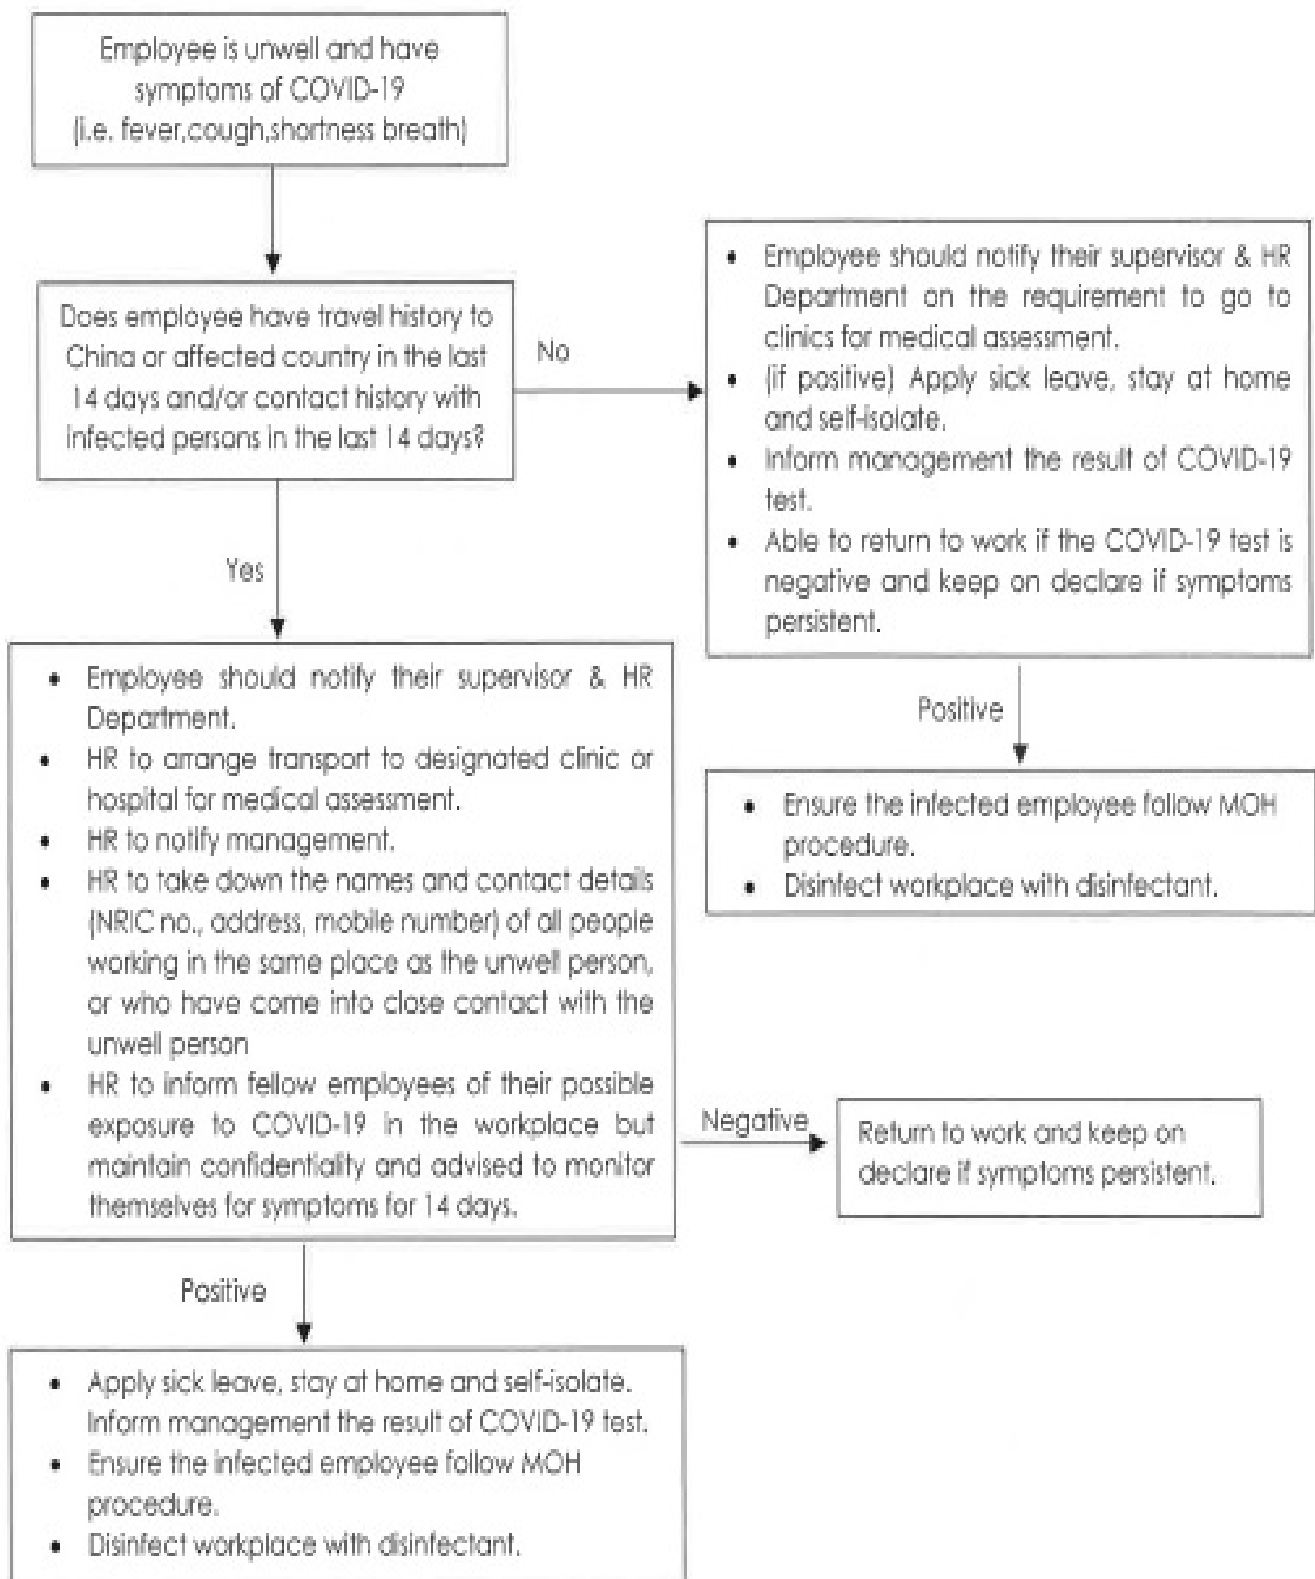 Employee is unwell and have
symptoms of COVID-19
(i.e. fever,cough,shortness breath)
Does employee have travel history to
China or affected country in the last
14 days and/or contact history with
infected persons in the last 14 days?
No
• Employee should notify their supervisor & HR
Department on the requirement to go to
clinics for medical assessment.
• (if positive) Apply sick leave, stay at home
and self-isolate.
• Inform management the result of COVID-19
test.
• Able to return to work if the COVID-19 test is
negative and keep on declare if symptoms
persistent.
Positive
• Ensure the infected employee follow MOH
procedure.
• Disinfect workplace with disinfectant.
Yes
• Employee should notify their supervisor & HR
Department.
• HR to arrange transport to designated clinic or
hospital for medical assessment.
• HR to notify management.
• HR to take down the names and contact details
(NRIC no., address, mobile number) of all people
working in the same place as the unwell person,
or who have come into close contact with the
unwell person
• HR to inform fellow employees of their possible
exposure to COVID-19 in the workplace but
maintain confidentiality and advised to monitor
themselves for symptoms for 14 days.
Negative
Return to work and keep on
declare if symptoms persistent.
Positive
• Apply sick leave, stay at home and self-isolate.
Inform management the result of COVID-19 test.
• Ensure the infected employee follow MOH
procedure.
• Disinfect workplace with disinfectant.